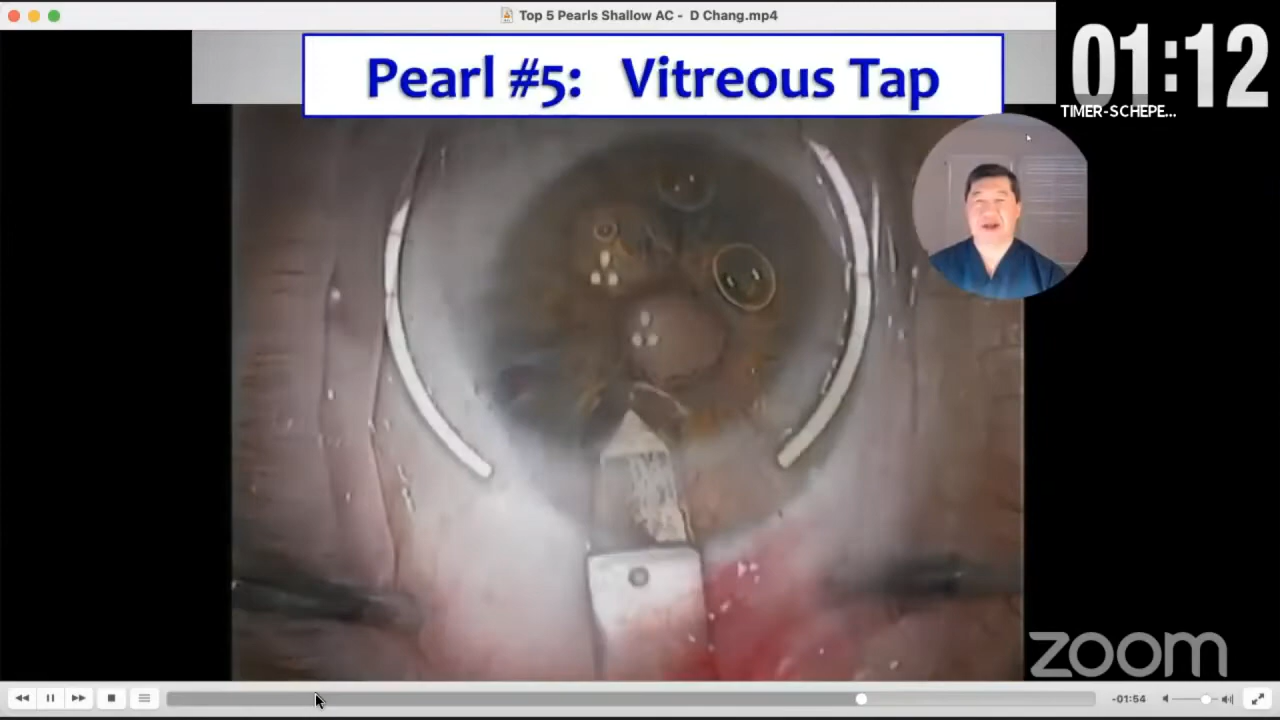 Top 5 Pearls Shallow AC - D Chang.mp4
01:12
Pearl #5: Vitreous Tap
TIMER-SCHEPE...
zoom
-01:54